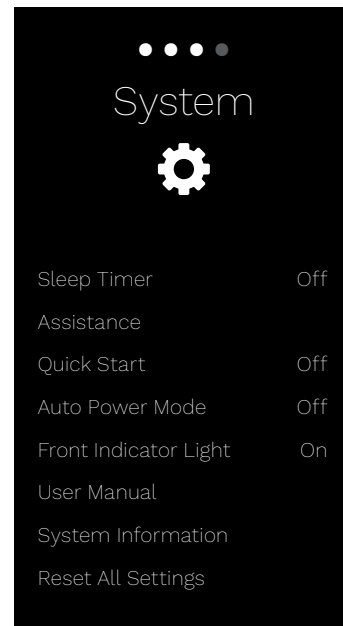 System
Sleep Timer Off
Assistance
Quick Start Off
Auto Power Mode Off
Front Indicator Light On
User Manual
System Information
Reset All Settings